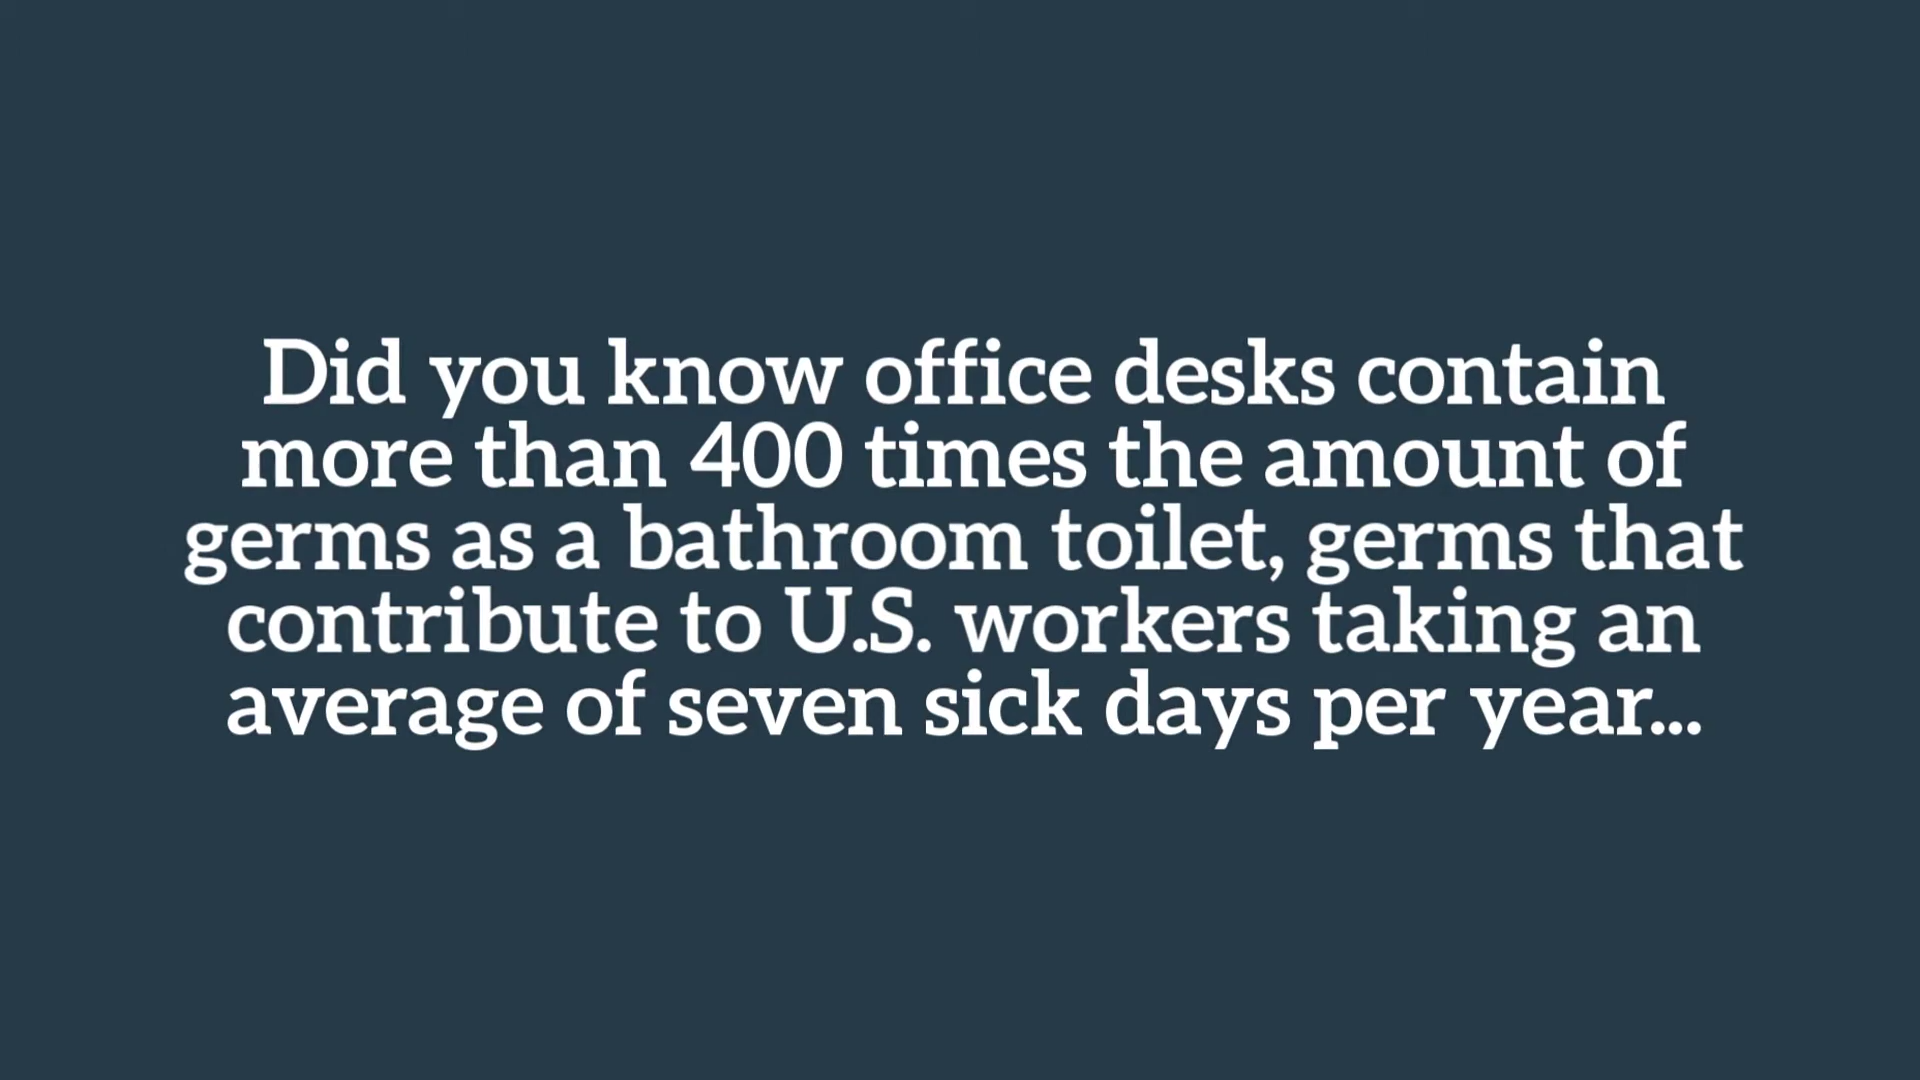 Did you know office desks contain
more than 400 times the amount of
germs as a bathroom toilet, germs that
contribute to U.S. workers taking an
average of seven sick days per year...